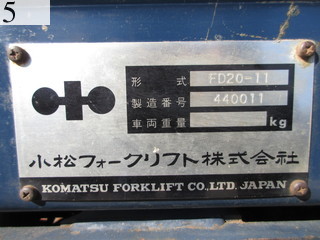 5
形式 FD20-11
製造番号 440011
車両重量 kg
小松フォークリフト株式会社
KOMATSU FORKLIFT CO.,LTD. JAPAN